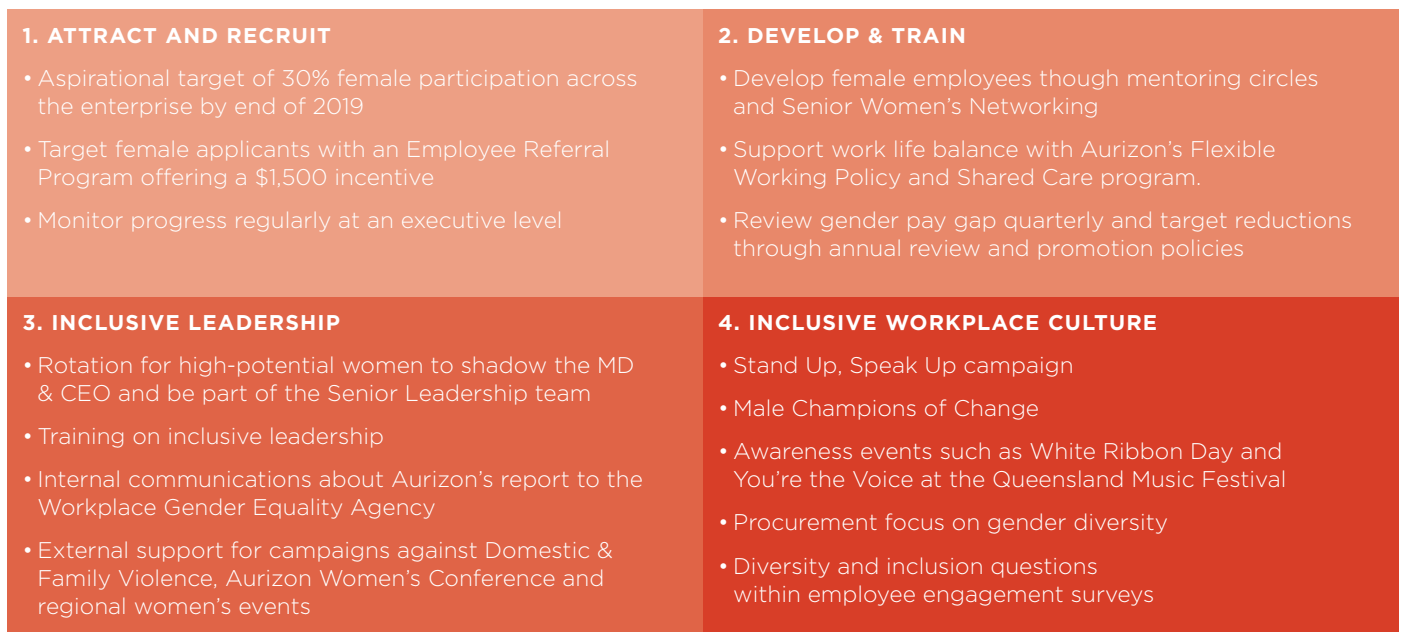 1. ATTRACT AND RECRUIT
• Aspirational target of 30% female participation across
the enterprise by end of 2019
• Target female applicants with an Employee Referral
Program offering a $1,500 incentive
• Monitor progress regularly at an executive level
2. DEVELOP & TRAIN
• Develop female employees though mentoring circles
and Senior Women’s Networking
• Support work life balance with Aurizon’s Flexible
Working Policy and Shared Care program.
• Review gender pay gap quarterly and target reductions
through annual review and promotion policies
3. INCLUSIVE LEADERSHIP
• Rotation for high-potential women to shadow the MD
& CEO and be part of the Senior Leadership team
• Training on inclusive leadership
• Internal communications about Aurizon’s report to the
Workplace Gender Equality Agency
• External support for campaigns against Domestic &
Family Violence, Aurizon Women’s Conference and
regional women’s events
4. INCLUSIVE WORKPLACE CULTURE
• Stand Up, Speak Up campaign
• Male Champions of Change
• Awareness events such as White Ribbon Day and
You’re the Voice at the Queensland Music Festival
• Procurement focus on gender diversity
• Diversity and inclusion questions
within employee engagement surveys